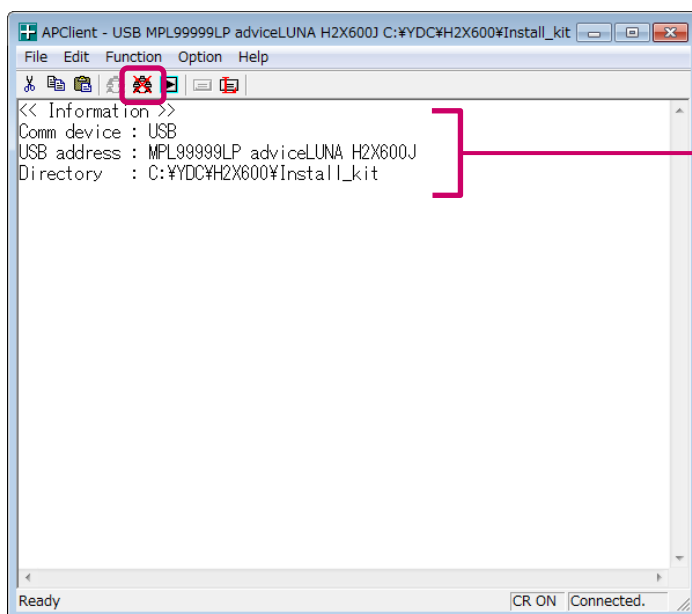 APClient - USB MPL99999LP adviceLUNA H2X600J C:¥YDC¥H2X600¥Install_kit
File Edit Function Option Help
<< Information >>
Comm device : USB
USB address : MPL99999LP adviceLUNA H2X600J
Directory : C:¥YDC¥H2X600¥Install_kit
Ready CR ON Connected.